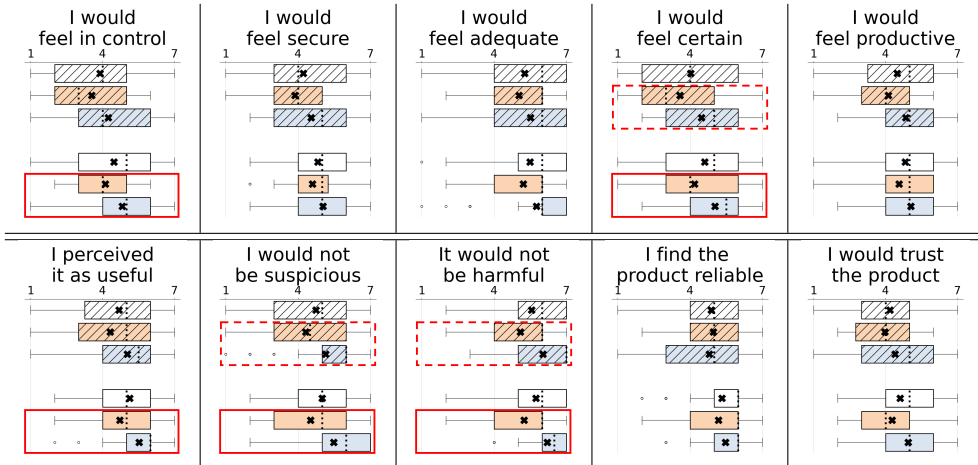 I would
feel in control
1 4 7
I would
feel secure
1 4 7
I would
feel adequate
1 4 7
I would
feel certain
1 4 7
I would
feel productive
1 4 7
I perceived
it as useful
1 4 7
I would not
be suspicious
1 4 7
It would not
be harmful
1 4 7
I find the
product reliable
1 4 7
I would trust
the product
1 4 7